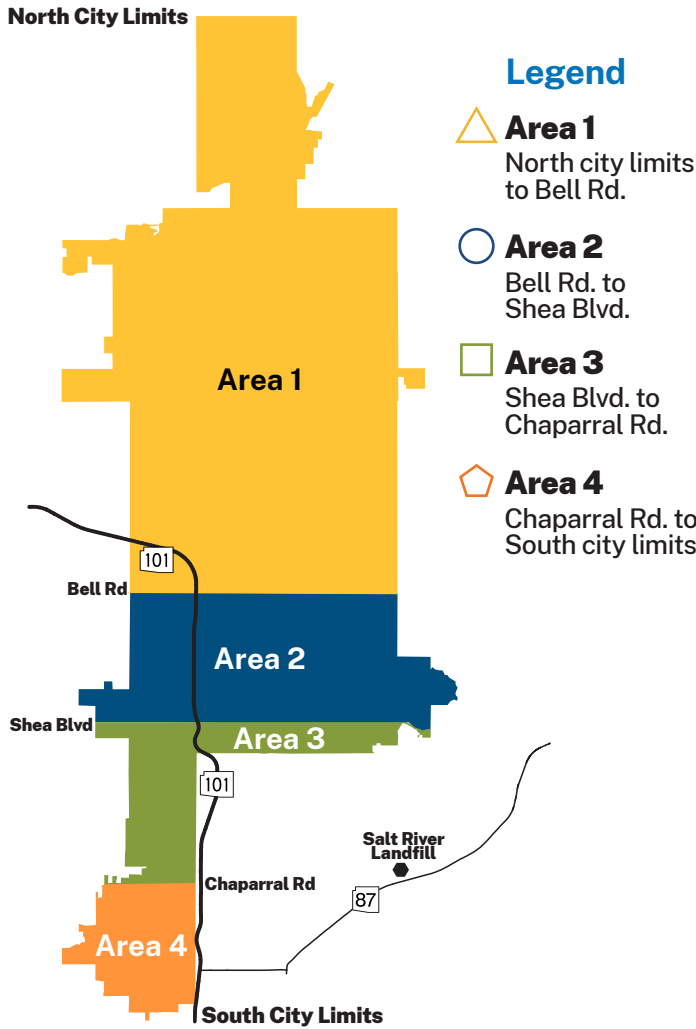 North City Limits
Legend
Area 1
North city limits
to Bell Rd.
Area 2
Bell Rd. to
Shea Blvd.
Area 3
Shea Blvd. to
Chaparral Rd.
Area 4
Chaparral Rd. to
South city limits
Area 1
101
Bell Rd
Area 2
Shea Blvd
Area 3
101
Salt River
Landfill
Chaparral Rd
87
Area 4
South City Limits